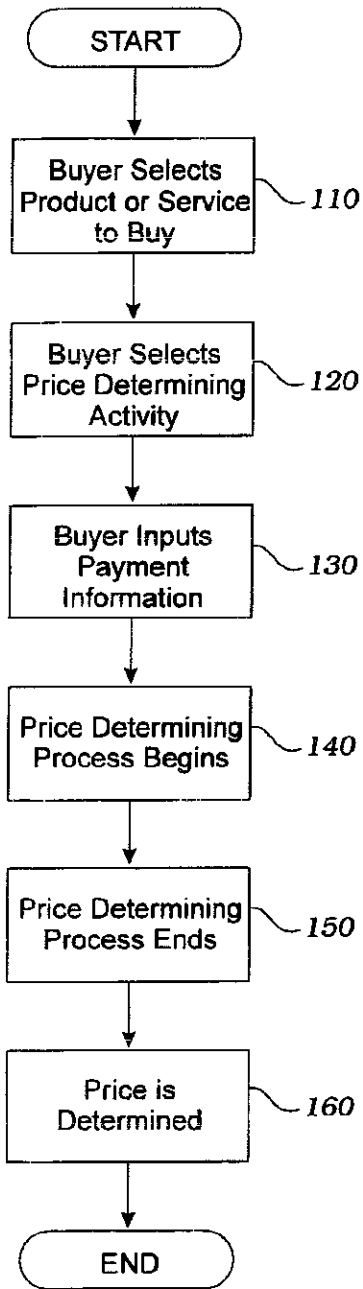 START
Buyer Selects
Product or Service
to Buy
110
Buyer Selects
Price Determining
Activity
120
Buyer Inputs
Payment
Information
130
Price Determining
Process Begins
140
Price Determining
Process Ends
150
Price is
Determined
160
END